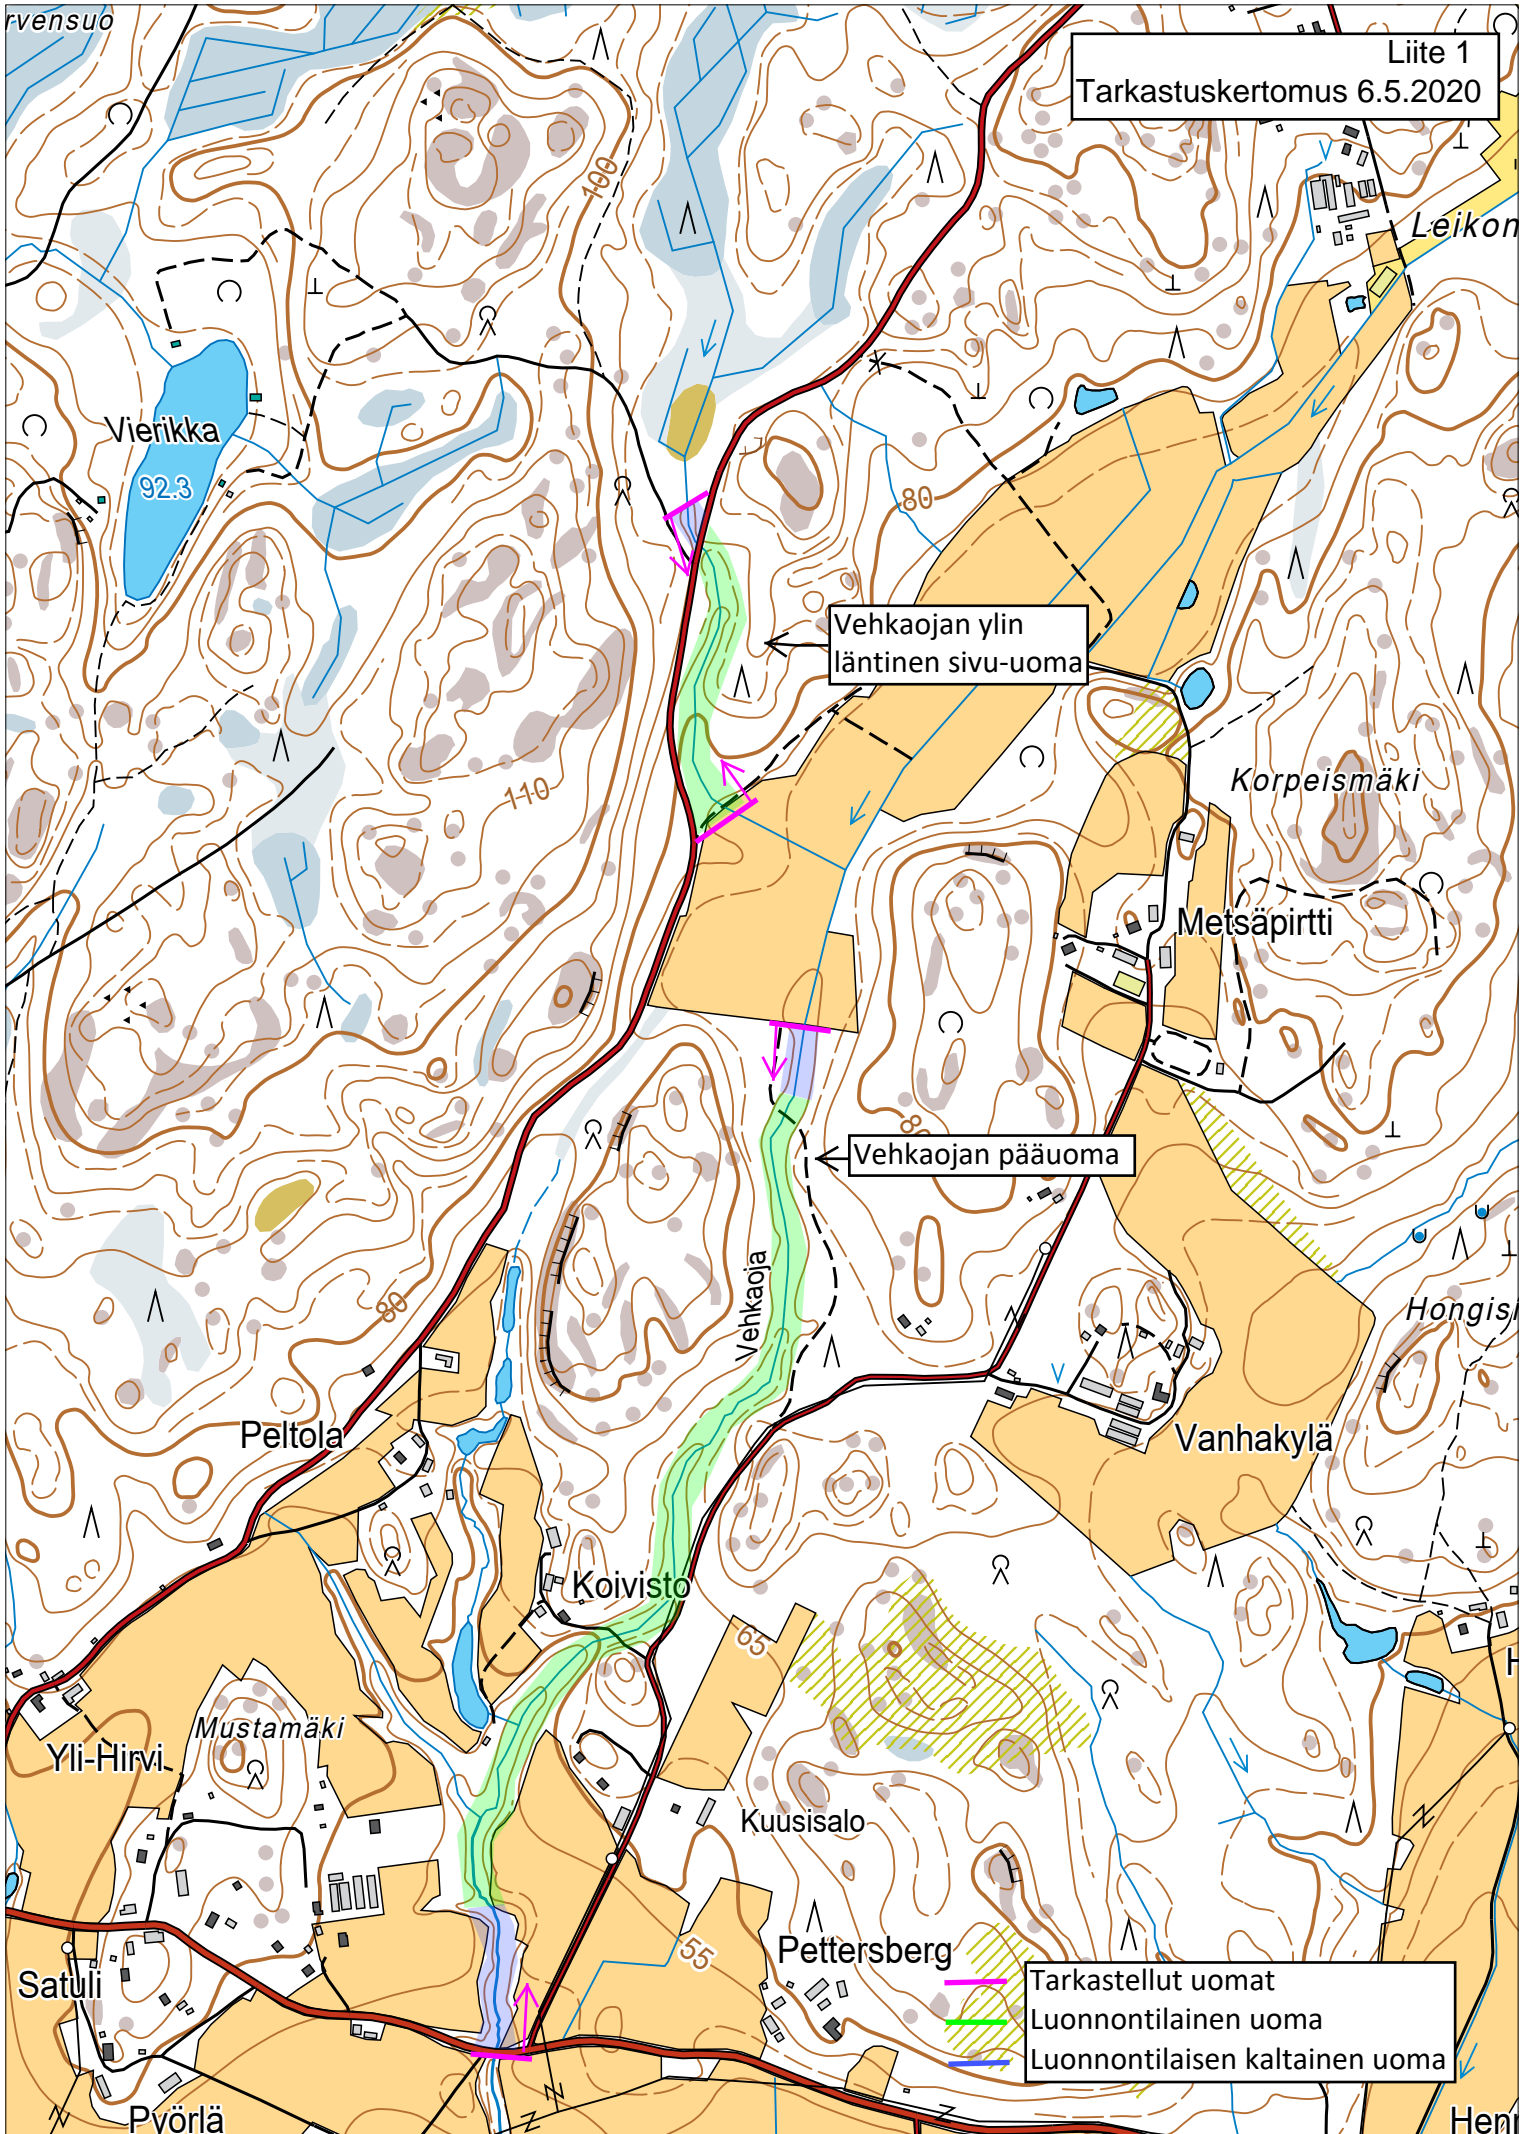 rvensuo
Liite 1
Tarkastuskertomus 6.5.2020
100
Leikon
Vierikka
92.3
80
Vehkaojan ylin
läntinen sivu-uoma
110
Korpeismäki
Metsäpirtti
80
Vehkaojan pääuoma
Vehkaoja
80
Hongisi
Peltola
Vanhakylä
Koivisto
65
H
Mustamäki
Yli-Hirvi
Kuusisalo
55
Pettersberg
Satuli
Tarkastellut uomat
Luonnontilainen uoma
Luonnontilaisen kaltainen uoma
Pyörlä
Henr